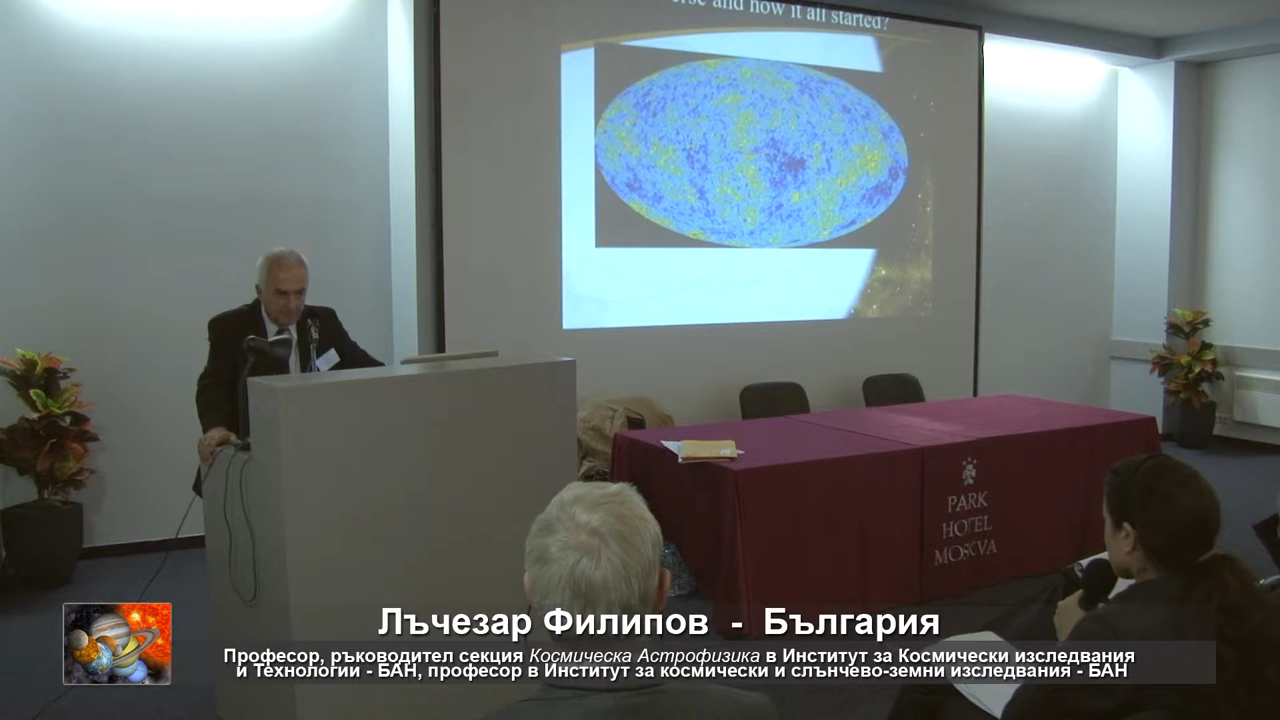 and how it all started?
PARK
HOTEL
MOSKVA
Лъчезар Филипов - България
Професор, ръководител секция Космическа Астрофизика в Институт за Космически изследвания
и Технологии - БАН, професор в Институт за космически и слънчево-земни изследвания - БАН